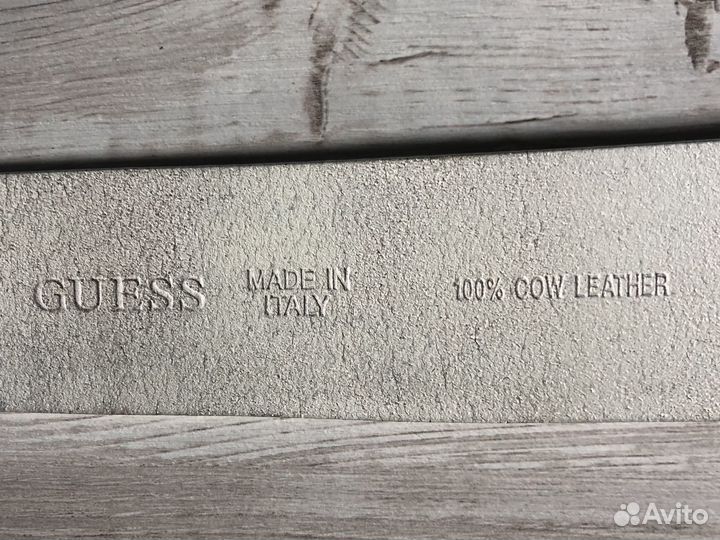 GUESS
MADE IN
ITALY
100% COW LEATHER
Avito